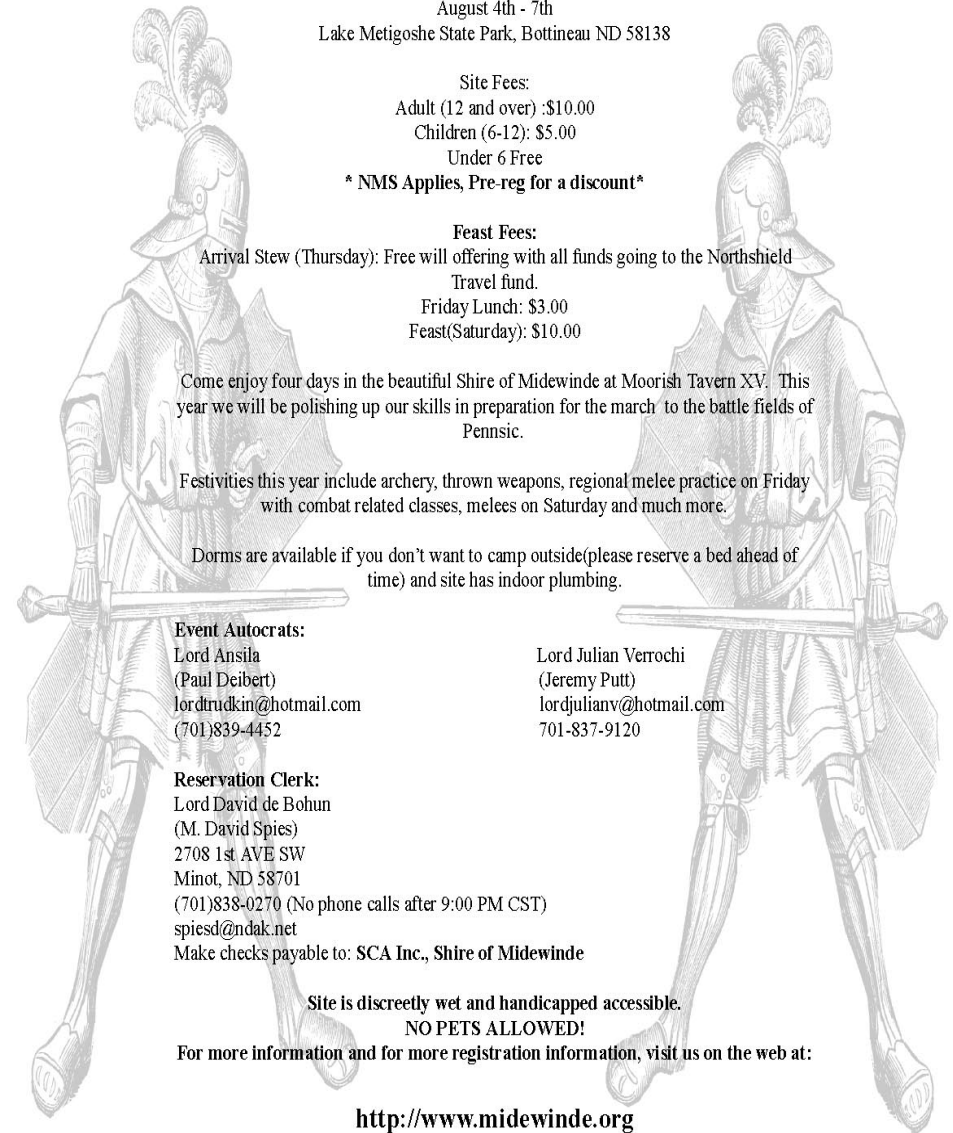 August 4th - 7th
Lake Metigoshe State Park, Bottineau ND 58138
Site Fees:
Adult (12 and over) :$10.00
Children (6-12): $5.00
Under 6 Free
* NMS Applies, Pre-reg for a discount*
Feast Fees:
Arrival Stew (Thursday): Free will offering with all funds going to the Northshield
Travel fund.
Friday Lunch: $3.00
Feast(Saturday): $10.00
Come enjoy four days in the beautiful Shire of Midewinde at Moorish Tavern XV. This
year we will be polishing up our skills in preparation for the march to the battle fields of
Pennsic.
Festivities this year include archery, thrown weapons, regional melee practice on Friday
with combat related classes, melees on Saturday and much more.
Dorms are available if you don't want to camp outside(please reserve a bed ahead of
time) and site has indoor plumbing.
Event Autocrats:
Lord Ansila
(Paul Deibert)
lordtrudkin@hotmail.com
(701)839-4452
Lord Julian Verrochi
(Jeremy Putt)
lordjulianv@hotmail.com
701-837-9120
Reservation Clerk:
Lord David de Bohun
(M. David Spies)
2708 1st AVE SW
Minot, ND 58701
(701)838-0270 (No phone calls after 9:00 PM CST)
spiesd@ndak.net
Make checks payable to: SCA Inc., Shire of Midewinde
Site is discreetly wet and handicapped accessible.
NO PETS ALLOWED!
For more information and for more registration information, visit us on the web at:
http://www.midewinde.org